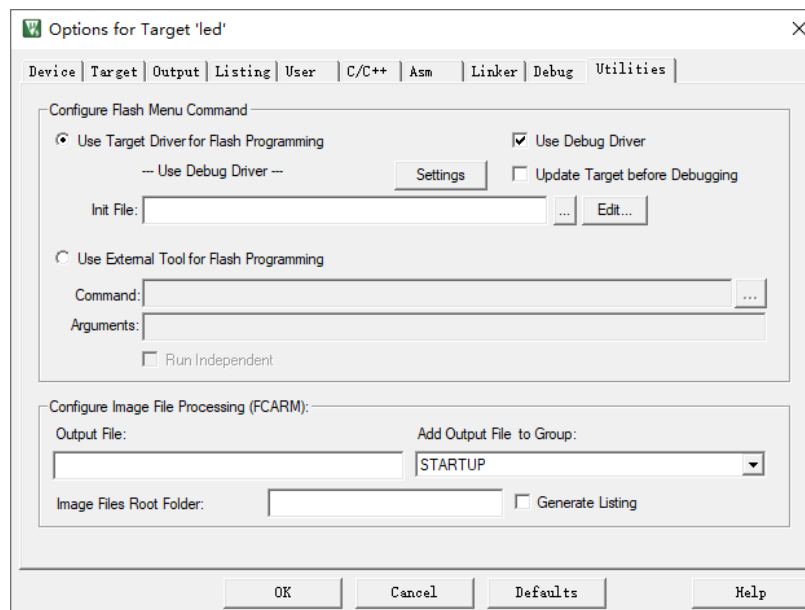 Options for Target 'led'
Device Target Output Listing User C/C++ Asm Linker Debug Utilities
Configure Flash Menu Command
Use Target Driver for Flash Programming Use Debug Driver
--- Use Debug Driver --- Settings Update Target before Debugging
Init File: ... Edit...
Use External Tool for Flash Programming
Command: ...
Arguments:
Run Independent
Configure Image File Processing (FCARM):
Output File: Add Output File to Group:
STARTUP
Image Files Root Folder: Generate Listing
OK Cancel Defaults Help